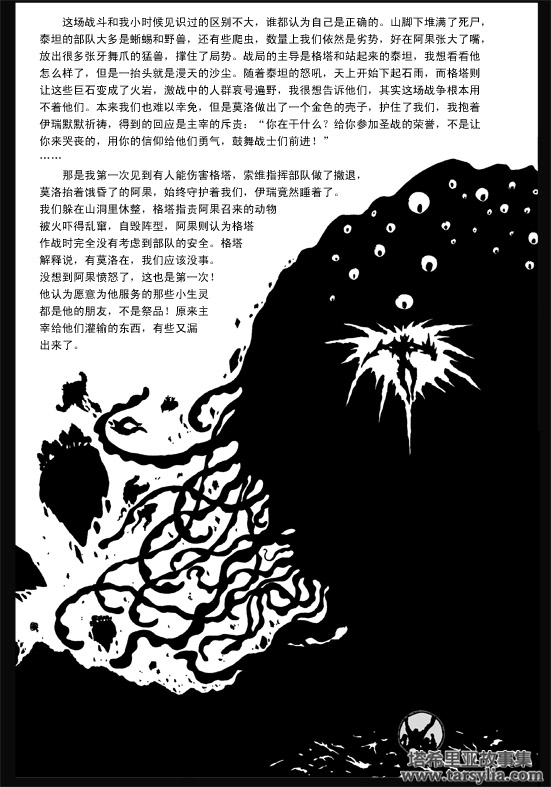 这场战斗和我小时候见识过的区别不大，谁都认为自己是正确的。山脚下堆满了死尸，
泰坦的部队大多是蜥蜴和野兽，还有些爬虫，数量上我们依然是劣势，好在阿果张大了嘴，
放出很多张牙舞爪的猛兽，撑住了局势。战局的主导是格塔和站起来的泰坦，我想看看他
怎么样了，但是一抬头就是漫天的沙尘。随着泰坦的怒吼，天上开始下起石雨，而格塔则
让这些巨石变成了火岩，激战中的人群哀号遍野，我很想告诉他们，其实这场战争根本用
不着他们。本来我们也难以幸免，但是莫洛做出了一个金色的壳子，护住了我们，我抱着
伊瑞默默祈祷，得到的回应是主宰的斥责：“你在干什么？给你参加圣战的荣誉，不是让
你来哭丧的，用你的信仰给他们勇气，鼓舞战士们前进！”
……
那是我第一次见到有人能伤害格塔，索维指挥部队做了撤退，
莫洛抬着饿昏了的阿果，始终守护着我们，伊瑞竟然睡着了。
我们躲在山洞里休整，格塔指责阿果召来的动物
被火吓得乱窜，自毁阵型，阿果则认为格塔
作战时完全没有考虑到部队的安全。格塔
解释说，有莫洛在，我们应该没事。
没想到阿果愤怒了，这也是第一次！
他认为愿意为他服务的那些小生灵
都是他的朋友，不是祭品！原来主
宰给他们灌输的东西，有些又漏
出来了。
塔希里亚故事集
www.tarsylia.com